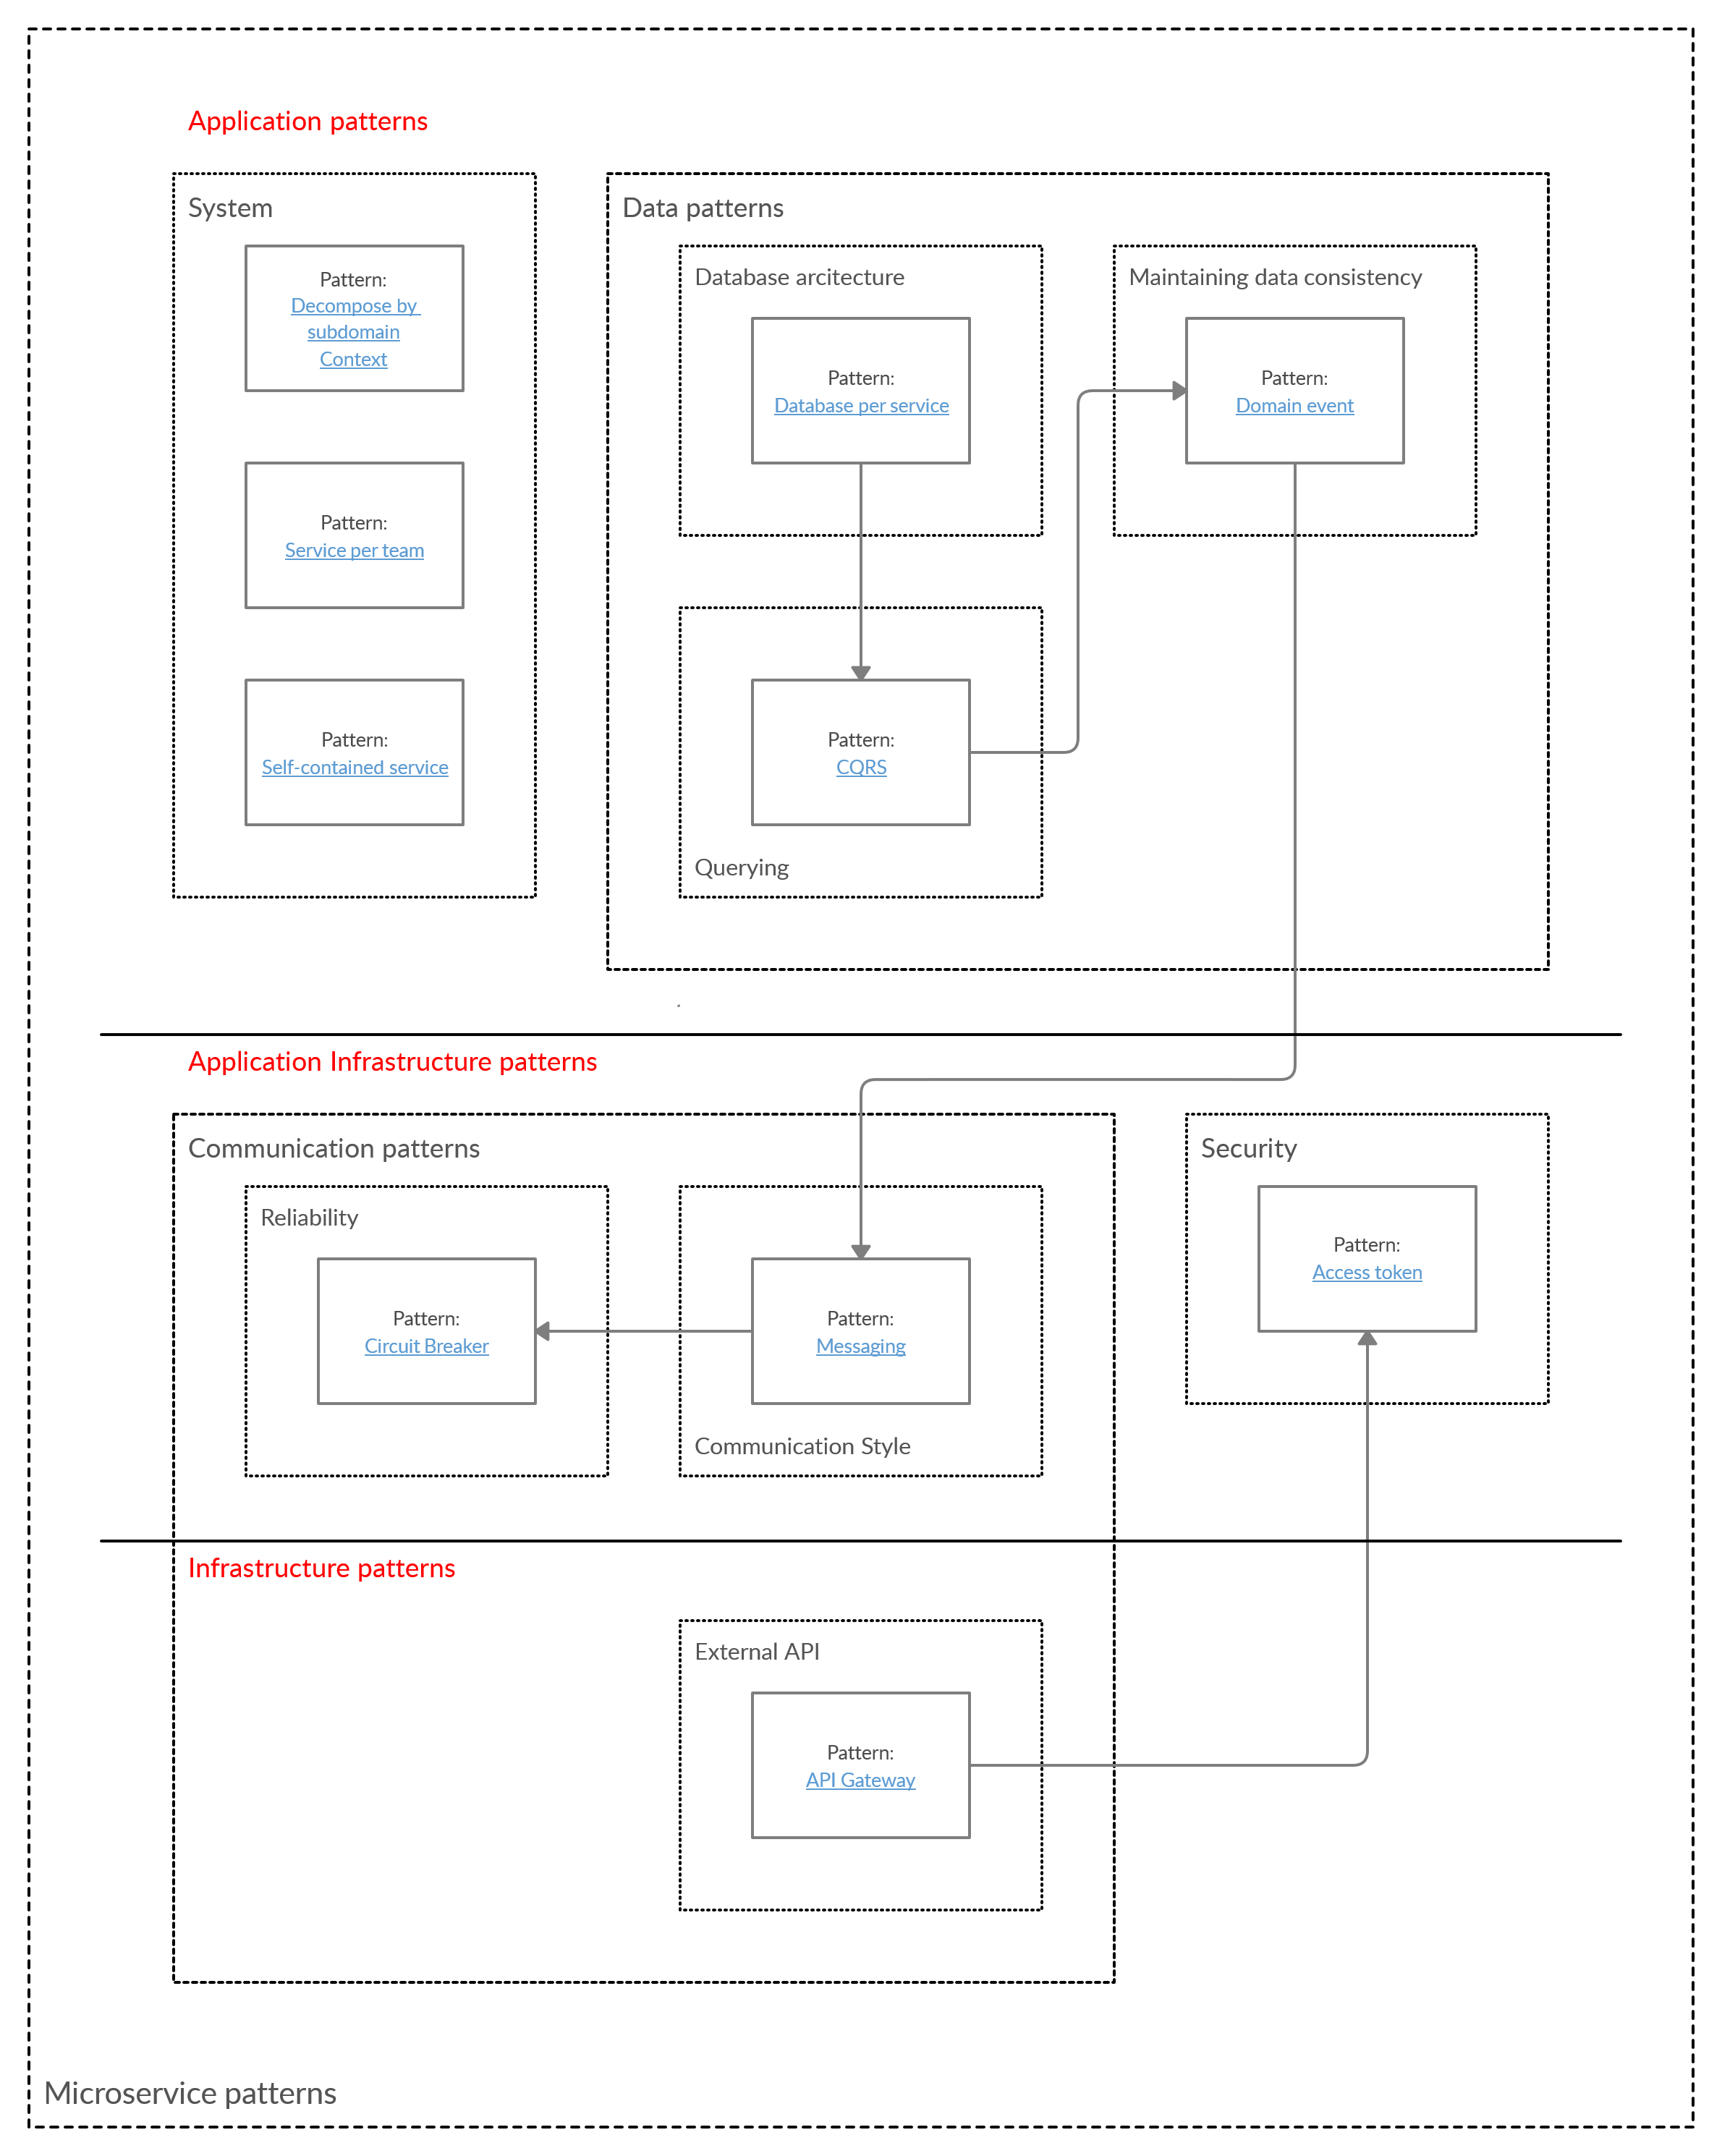 Application patterns
System
Pattern:
Decompose by
subdomain
Context
Pattern:
Service per team
Pattern:
Self-contained service
Data patterns
Database arcitecture
Pattern:
Database per service
Maintaining data consistency
Pattern:
Domain event
Pattern:
CQRS
Querying
Application Infrastructure patterns
Communication patterns
Reliability
Pattern:
Circuit Breaker
Pattern:
Messaging
Communication Style
Security
Pattern:
Access token
Infrastructure patterns
External API
Pattern:
API Gateway
Microservice patterns